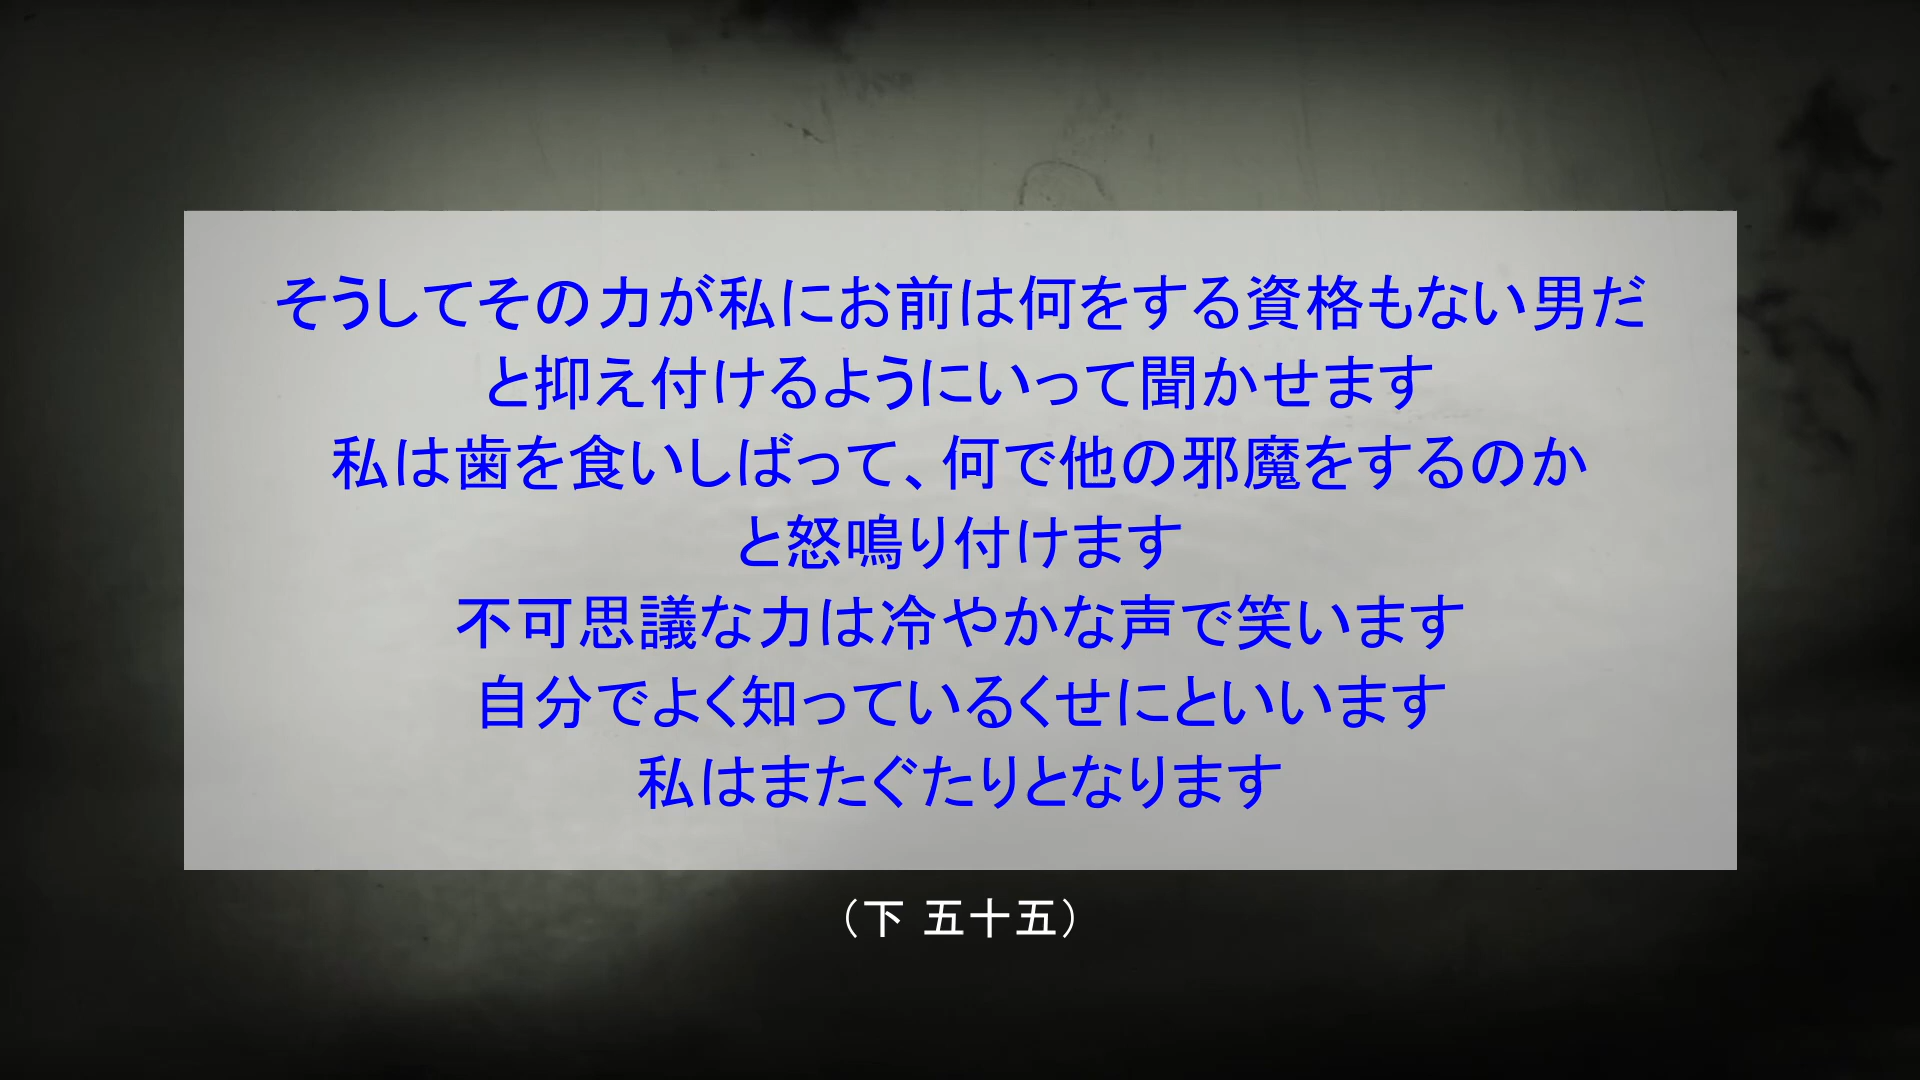 そうしてその力が私にお前は何をする資格もない男だ
と抑え付けるようにいって聞かせます
私は歯を食いしばって、何で他の邪魔をするのか
と怒鳴り付けます
不可思議な力は冷やかな声で笑います
自分でよく知っているくせにといいます
私はまたぐたりとなります
（下 五十五）